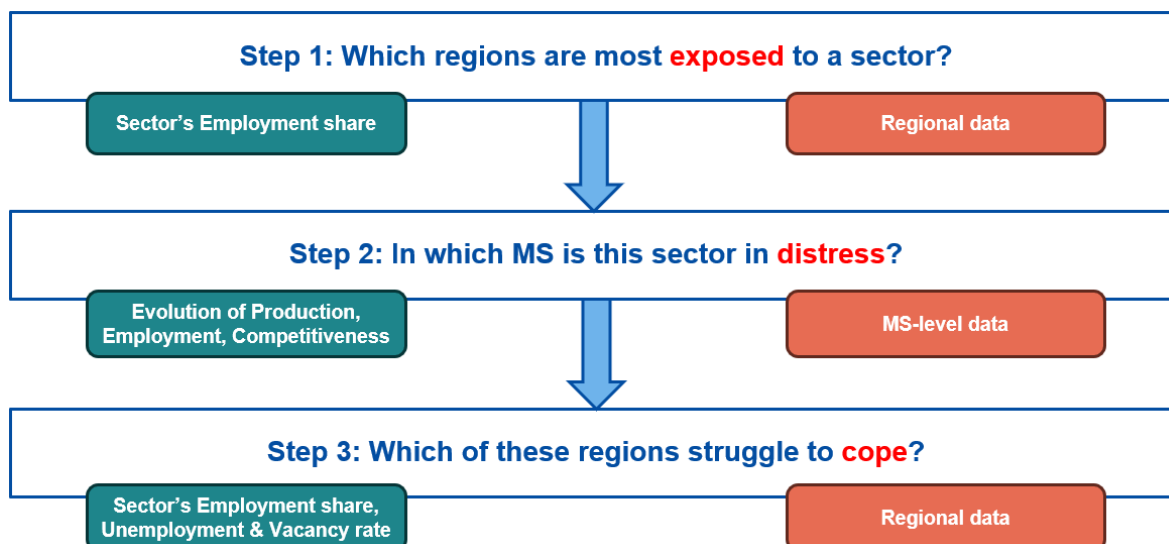 Step 1: Which regions are most exposed to a sector?
Sector's Employment share
Regional data
Step 2: In which MS is this sector in distress?
Evolution of Production,
Employment, Competitiveness
MS-level data
Step 3: Which of these regions struggle to cope?
Sector's Employment share,
Unemployment & Vacancy rate
Regional data